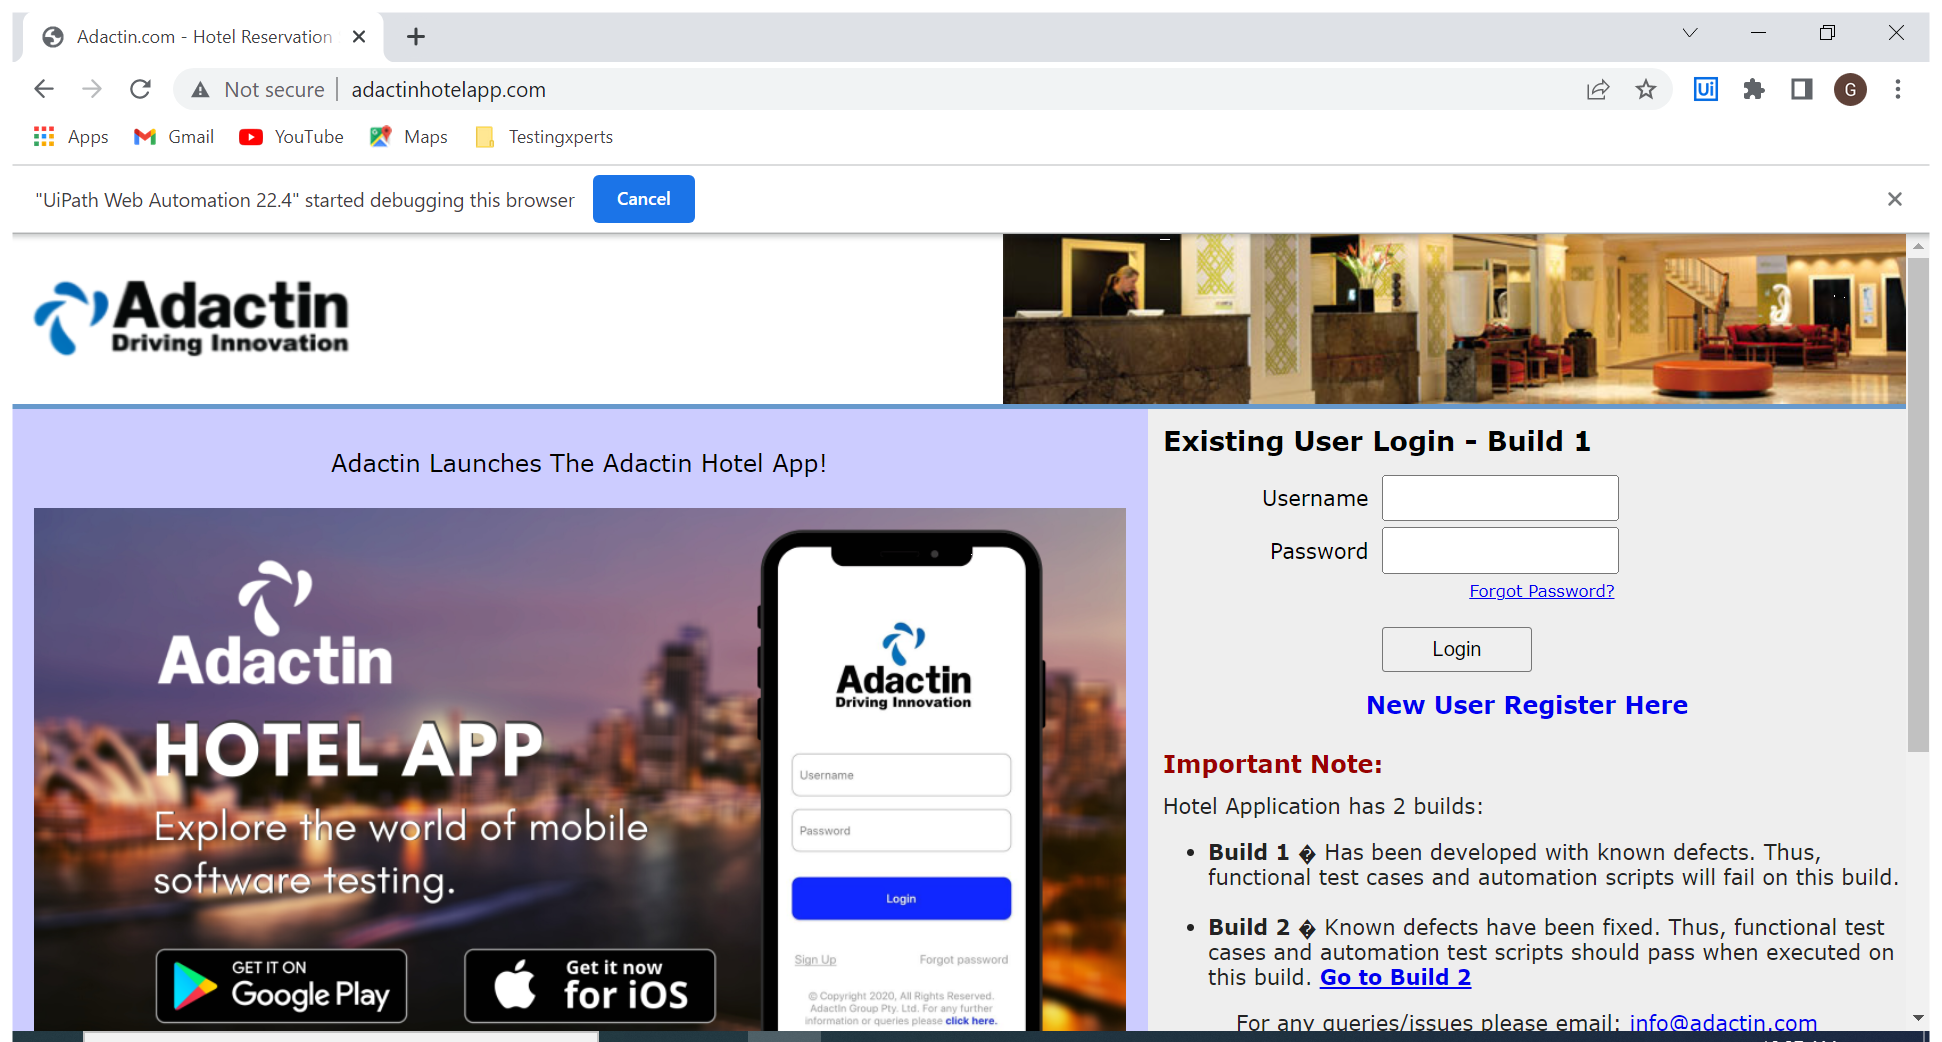 Adactin.com - Hotel Reservation
Not secure
adactinhotelapp.com
Ui
G
Apps
Gmail
YouTube
Maps
Testingxperts
"UiPath Web Automation 22.4" started debugging this browser
Cancel
Adactin
Driving Innovation
Adactin Launches The Adactin Hotel App!
Adactin
HOTEL APP
Explore the world of mobile
software testing.
GET IT ON
Google Play
Get it now
for iOS
Adactin
Driving Innovation
Username
Password
Login
Sign Up
Forgot password
© Copyright 2020, All Rights Reserved.
Adactin Group Pty. Ltd. For any further
information or queries please click here.
Existing User Login - Build 1
Username
Password
Forgot Password?
Login
New User Register Here
Important Note:
Hotel Application has 2 builds:
• Build 1 � Has been developed with known defects. Thus,
functional test cases and automation scripts will fail on this build.
• Build 2 � Known defects have been fixed. Thus, functional test
cases and automation test scripts should pass when executed on
this build. Go to Build 2
For any queries/issues please email: info@adactin.com